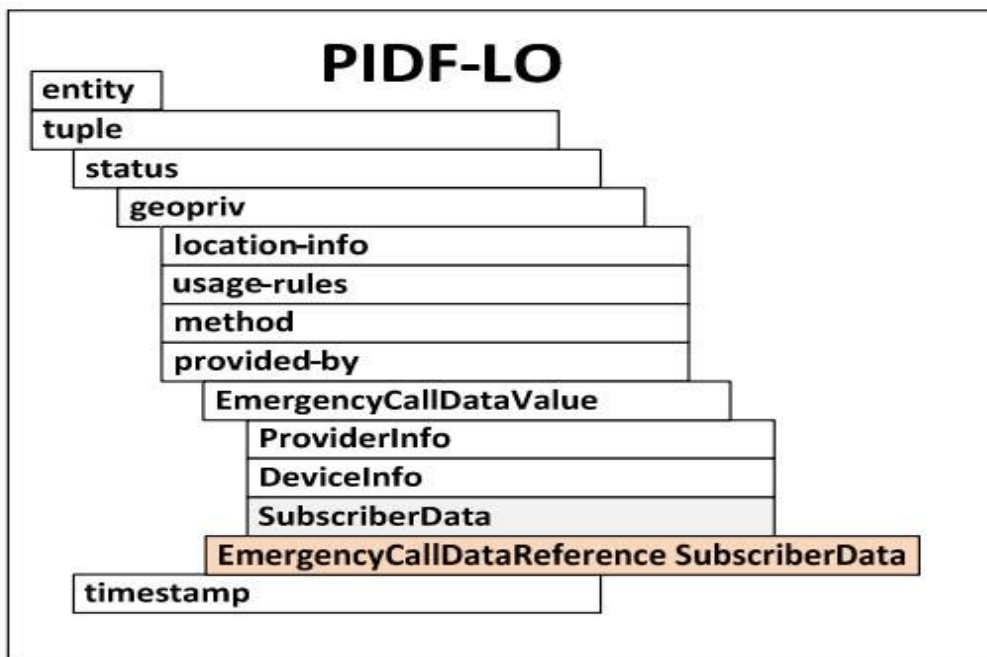 PIDF-LO
entity
tuple
status
geopriv
location-info
usage-rules
method
provided-by
EmergencyCallDataValue
ProviderInfo
DeviceInfo
SubscriberData
EmergencyCallDataReference SubscriberData
timestamp